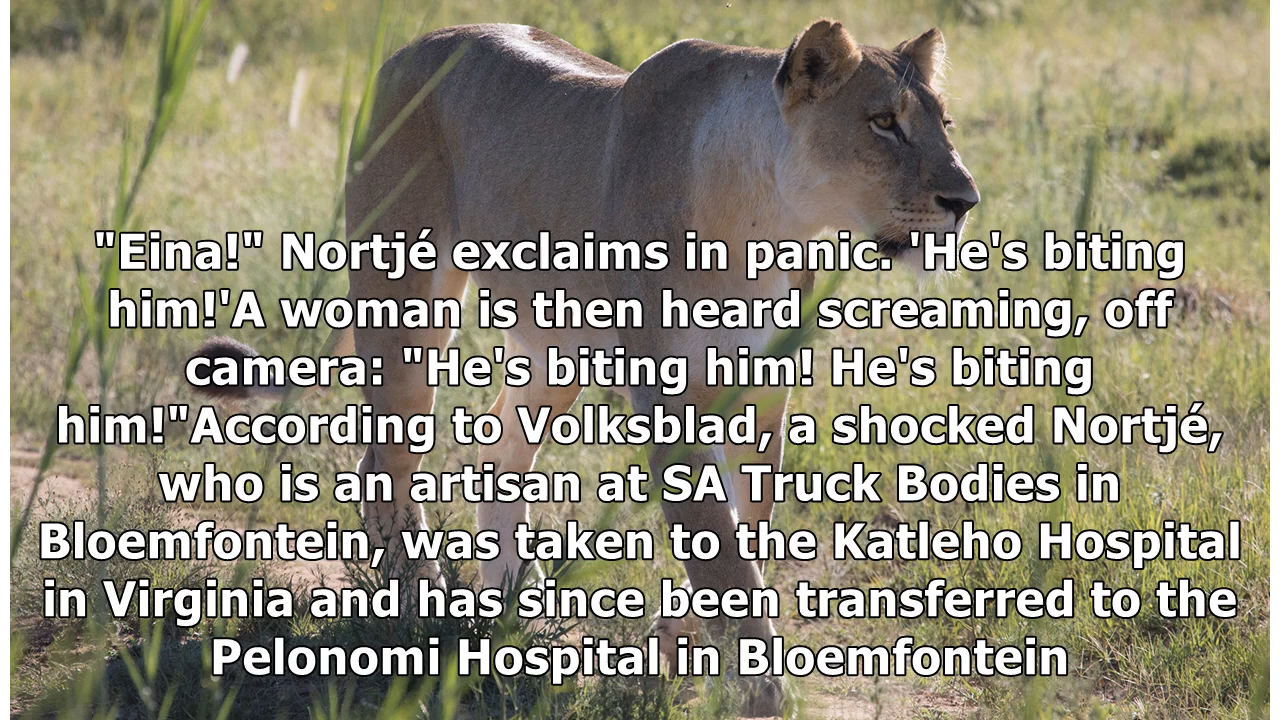 "Eina!" Nortjé exclaims in panic. 'He's biting
him!'A woman is then heard screaming, off
camera: "He's biting him! He's biting
him!"According to Volksblad, a shocked Nortjé,
who is an artisan at SA Truck Bodies in
Bloemfontein, was taken to the Katleho Hospital
in Virginia and has since been transferred to the
Pelonomi Hospital in Bloemfontein